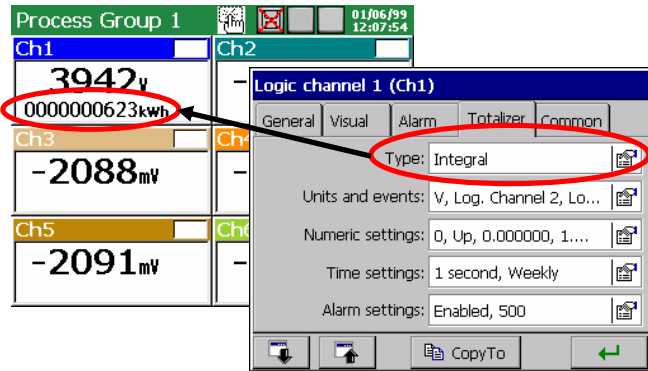 Process Group 1
01/06/99
12:07:54
Ch1
Ch2
3942v
0000000623kwh
Ch3
-2088mV
Ch5
-2091mV
Logic channel 1 (Ch1)
General Visual Alarm Totalizer Common
Type: Integral
Units and events: V, Log. Channel 2, Lo...
Numeric settings: 0, Up, 0.000000, 1....
Time settings: 1 second, Weekly
Alarm settings: Enabled, 500
CopyTo